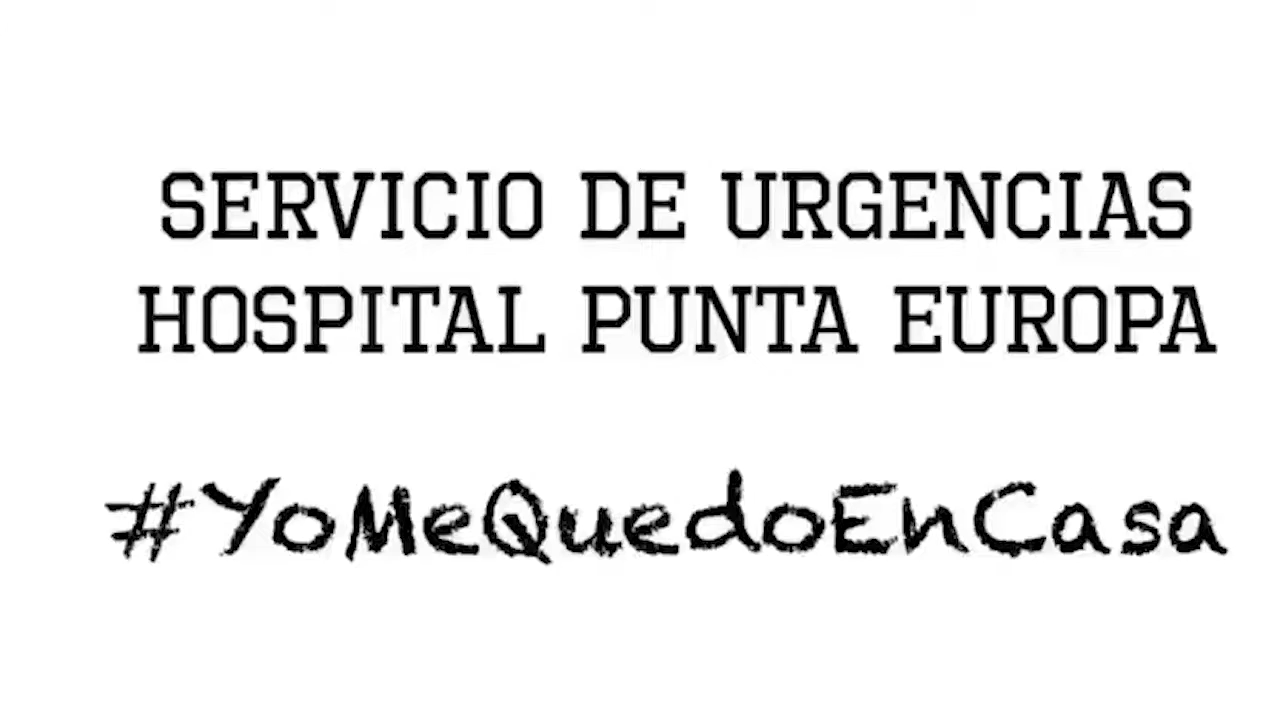 SERVICIO DE URGENCIAS
HOSPITAL PUNTA EUROPA
#YoMeQuedoEnCasa